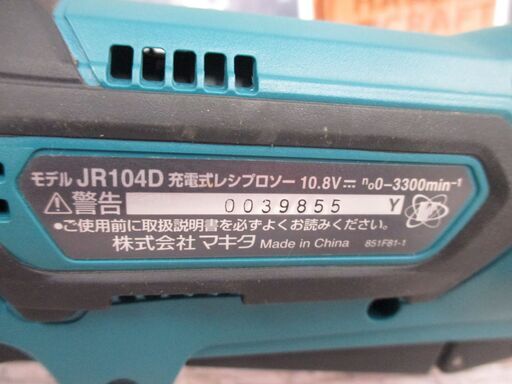 モデル JR104D 充電式レシプロソー 10.8V⎓ n₀0-3300min⁻¹
⚠警告 0039855 Y
•ご使用前に取扱説明書を必ずよくお読みください。
株式会社 マキタ Made in China 851F81-1